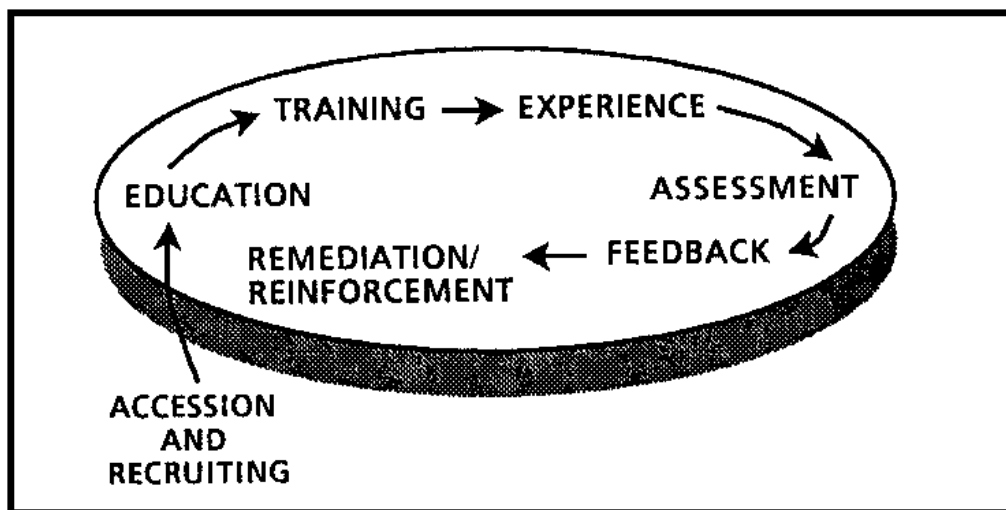 TRAINING EXPERIENCE
EDUCATION
ASSESSMENT
REMEDIATION/
REINFORCEMENT
FEEDBACK
ACCESSION
AND
RECRUITING